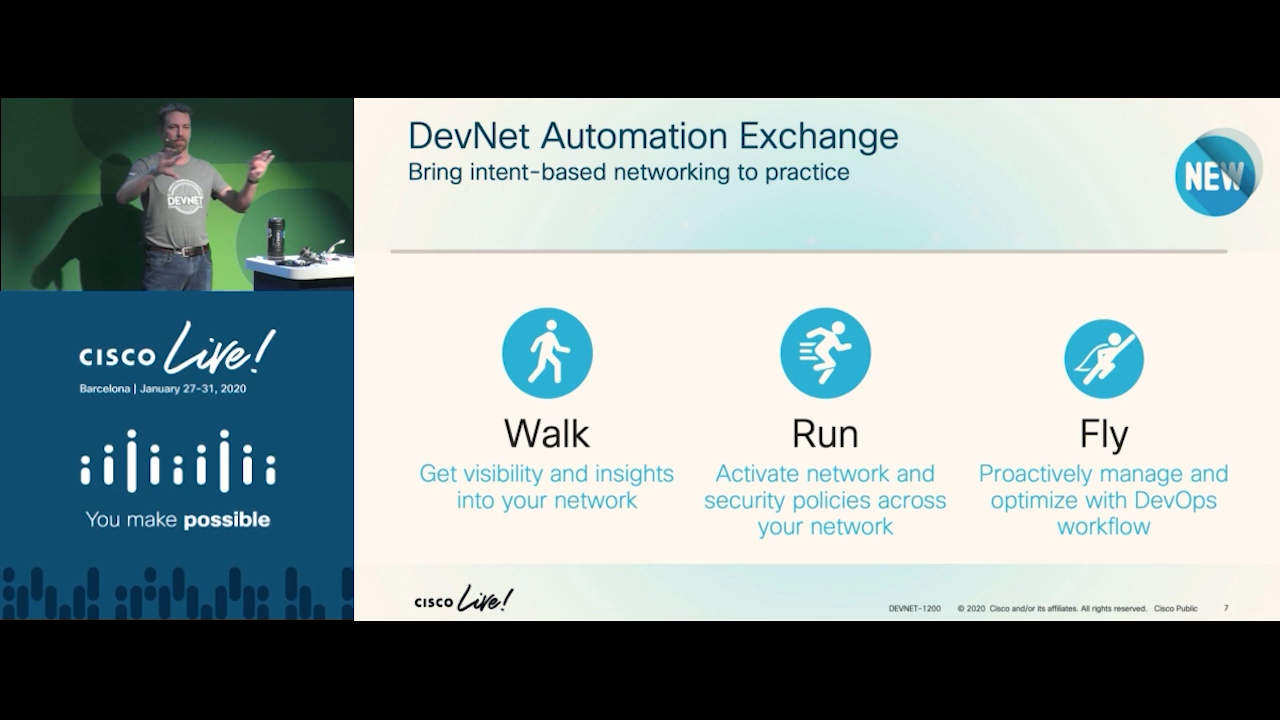 DevNet Automation Exchange
Bring intent-based networking to practice
NEW
DEVNET
CISCO Live!
Barcelona | January 27-31, 2020
You make possible
Walk
Get visibility and insights
into your network
Run
Activate network and
security policies across
your network
Fly
Proactively manage and
optimize with DevOps
workflow
CISCO Live!
DEVNET-1200 © 2020 Cisco and/or its affiliates. All rights reserved. Cisco Public 7